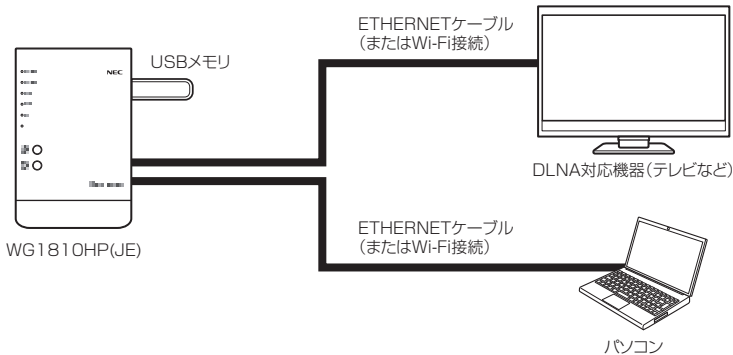 ETHERNETケーブル
(またはWi-Fi接続)
USBメモリ
NEC
DLNA対応機器(テレビなど)
WG1810HP(JE)
ETHERNETケーブル
(またはWi-Fi接続)
パソコン